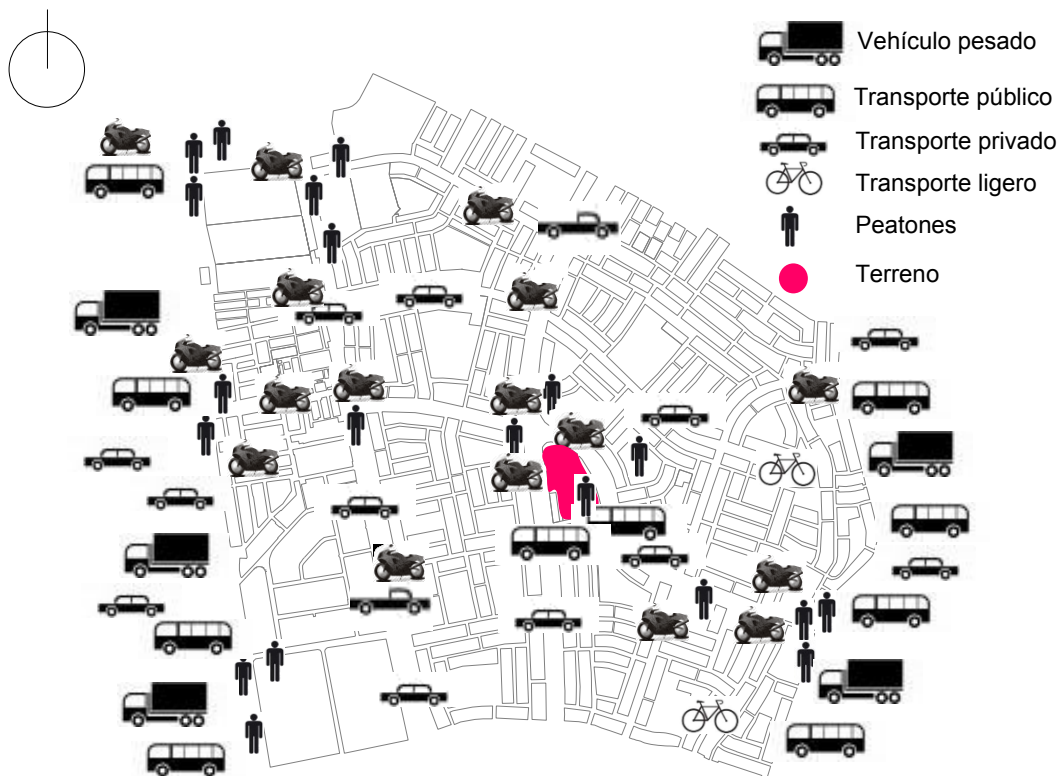 Vehículo pesado
Transporte público
Transporte privado
Transporte ligero
Peatones
Terreno